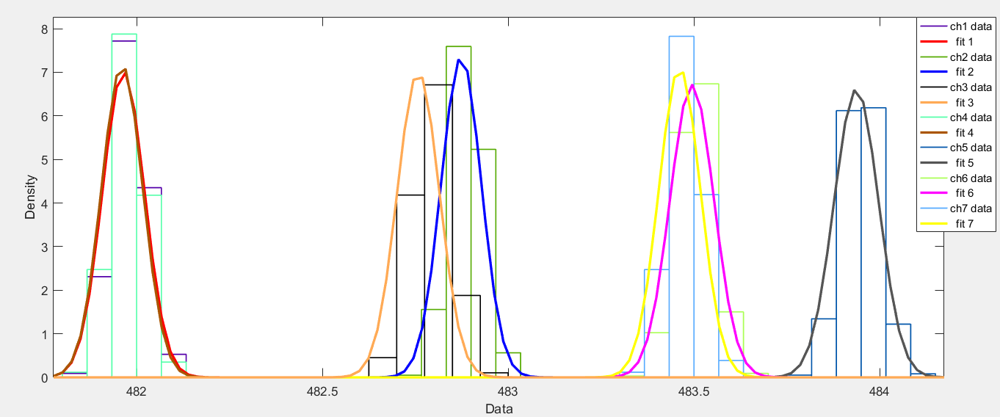 8
7
6
5
4
3
2
1
0
Density
482
482.5
483
483.5
484
Data
ch1 data
fit 1
ch2 data
fit 2
ch3 data
fit 3
ch4 data
fit 4
ch5 data
fit 5
ch6 data
fit 6
ch7 data
fit 7